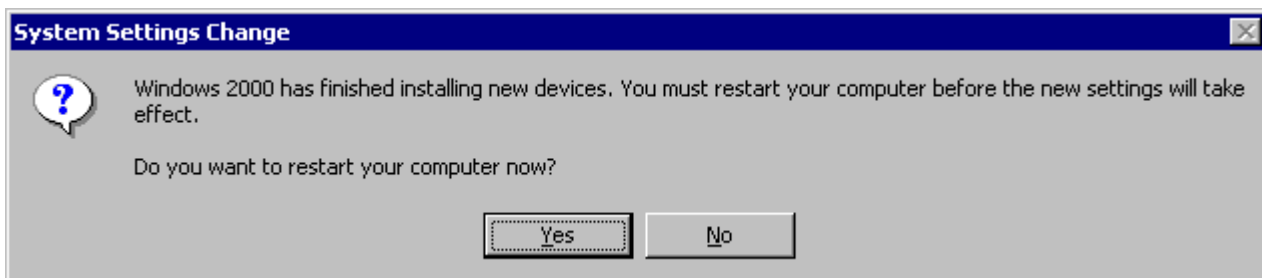 System Settings Change
Windows 2000 has finished installing new devices. You must restart your computer before the new settings will take
effect.
Do you want to restart your computer now?
Yes No